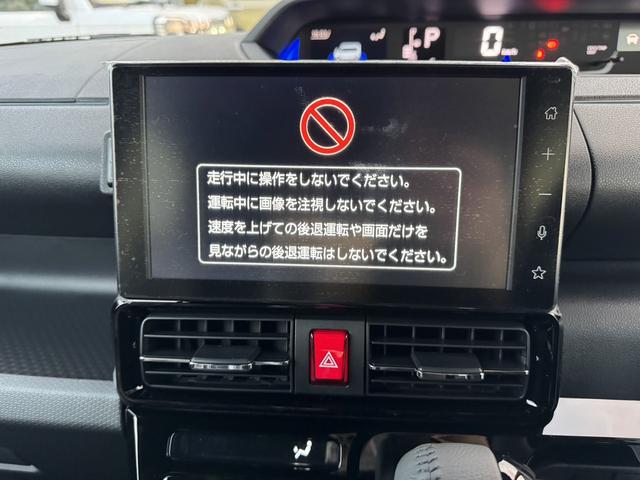 P
0
km/h
走行中に操作をしないでください。
運転中に画像を注視しないでください。
速度を上げての後退運転や画面だけを
見ながらの後退運転はしないでください。